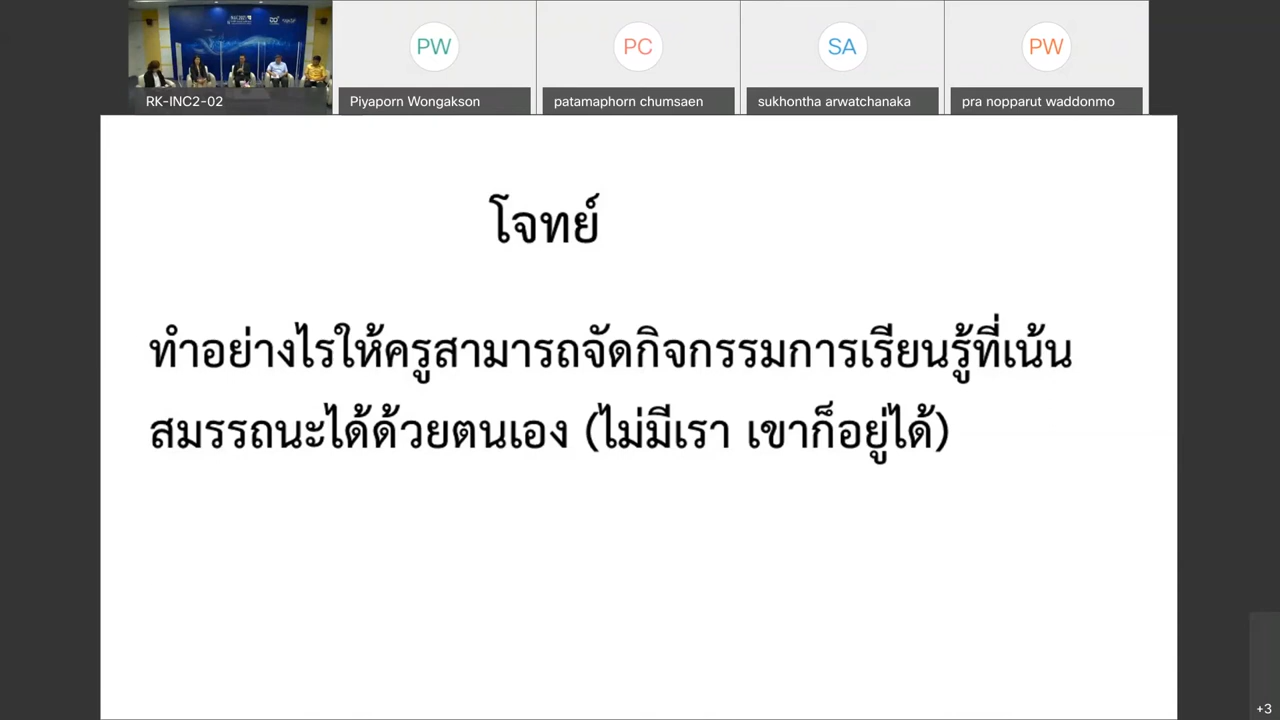 RK-INC2-02
PW
Piyaporn Wongakson
PC
patamaphorn chumsaen
SA
sukhontha arwatchanaka
PW
pra nopparut waddonmo
โจทย์
ทำอย่างไรให้ครูสามารถจัดกิจกรรมการเรียนรู้ที่เน้น
สมรรถนะได้ด้วยตนเอง (ไม่มีเรา เขาก็อยู่ได้)
+3